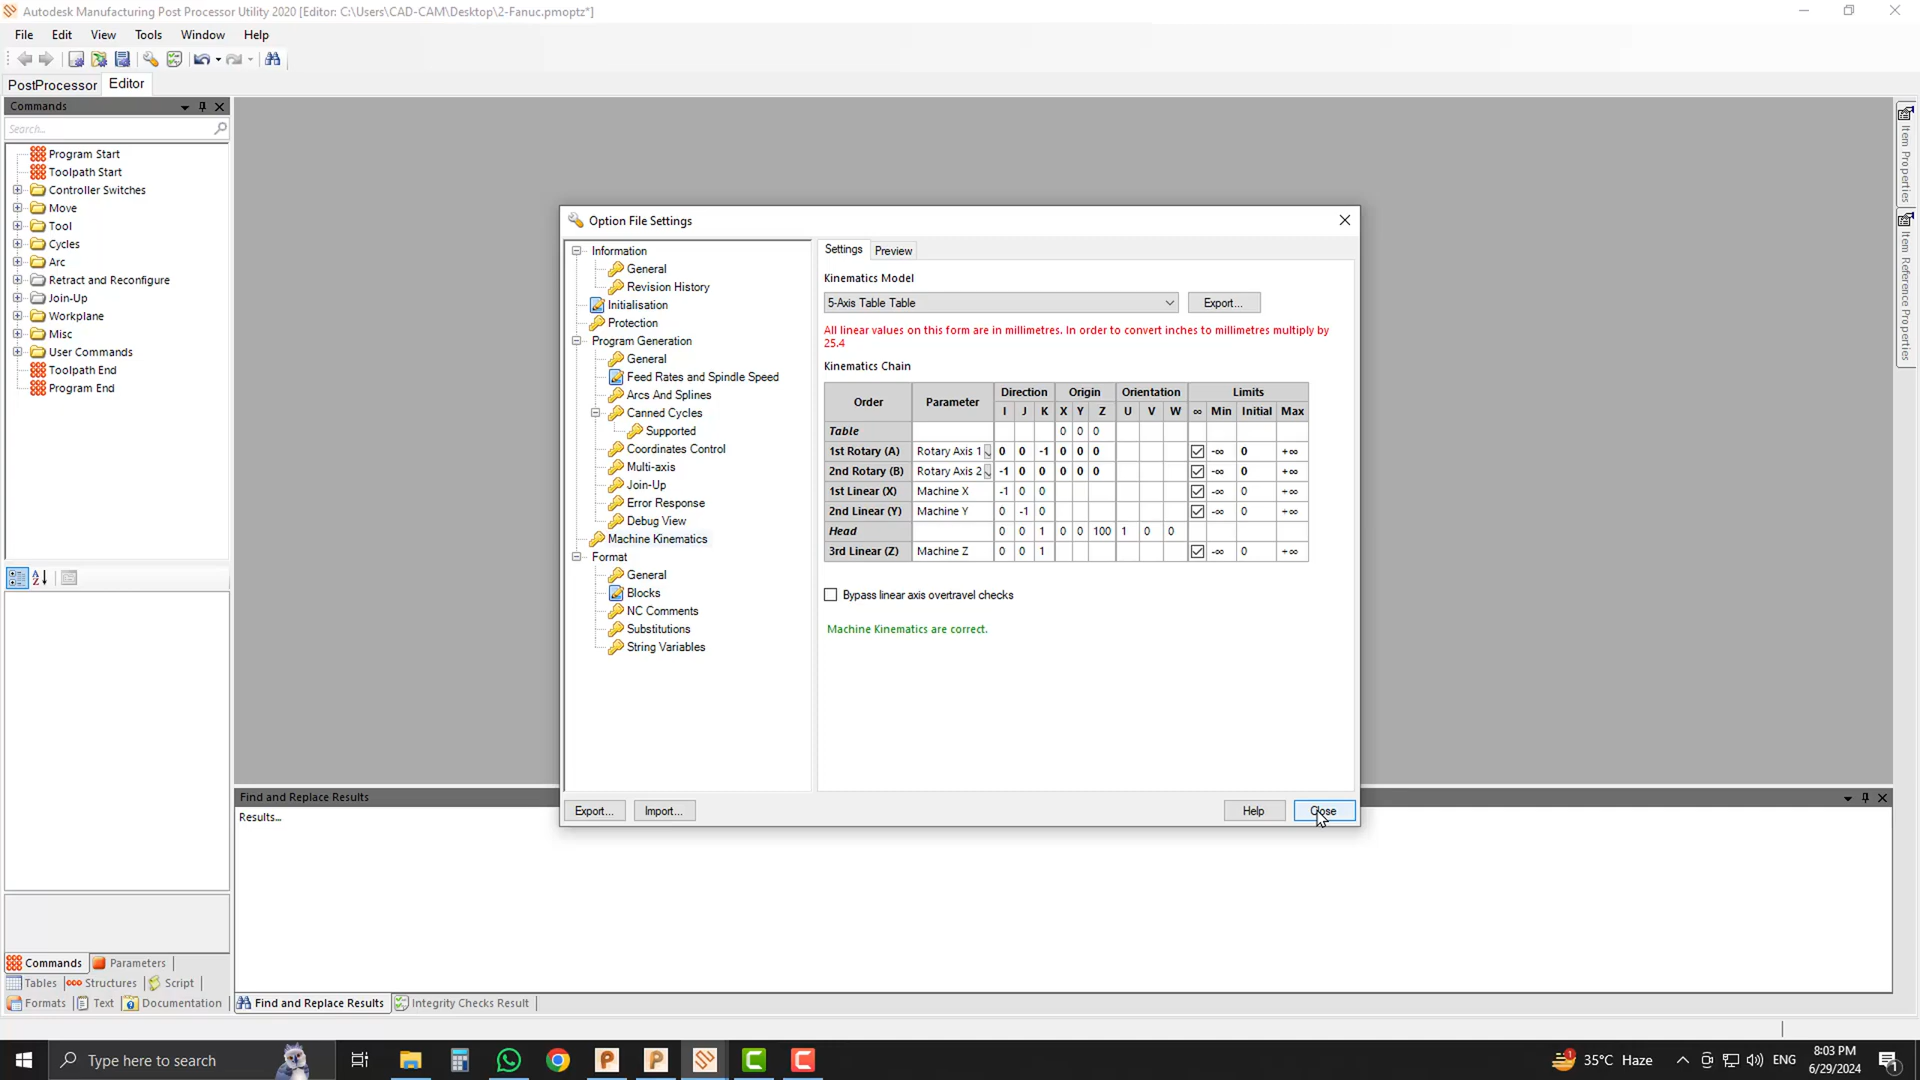 Autodesk Manufacturing Post Processor Utility 2020 [Editor: C:\Users\CAD-CAM\Desktop\2-Fanuc.pmoptz*]
File Edit View Tools Window Help
PostProcessor Editor
Commands
Search...
Program Start
Toolpath Start
Controller Switches
Move
Tool
Cycles
Arc
Retract and Reconfigure
Join-Up
Workplane
Misc
User Commands
Toolpath End
Program End
Commands Parameters
Tables Structures Script
Formats Text Documentation
Option File Settings
Information
General
Revision History
Initialisation
Protection
Program Generation
General
Feed Rates and Spindle Speed
Arcs And Splines
Canned Cycles
Supported
Coordinates Control
Multi-axis
Join-Up
Error Response
Debug View
Machine Kinematics
Format
General
Blocks
NC Comments
Substitutions
String Variables
Settings Preview
Kinematics Model
5-Axis Table Table Export...
All linear values on this form are in millimetres. In order to convert inches to millimetres multiply by
25.4
Kinematics Chain
Order Parameter Direction Origin Orientation Limits
I J K X Y Z U V W ∞ Min Initial Max
Table 0 0 0
1st Rotary (A) Rotary Axis 1 0 0 -1 0 0 0 -∞ 0 +∞
2nd Rotary (B) Rotary Axis 2 -1 0 0 0 0 0 -∞ 0 +∞
1st Linear (X) Machine X -1 0 0 -∞ 0 +∞
2nd Linear (Y) Machine Y 0 -1 0 -∞ 0 +∞
Head 0 0 1 0 0 100 1 0 0
3rd Linear (Z) Machine Z 0 0 1 -∞ 0 +∞
Bypass linear axis overtravel checks
Machine Kinematics are correct.
Export... Import... Help Close
Item Properties
Item Reference Properties
Find and Replace Results
Results...
Find and Replace Results Integrity Checks Result
Type here to search
35°C Haze ENG
8:03 PM
6/29/2024